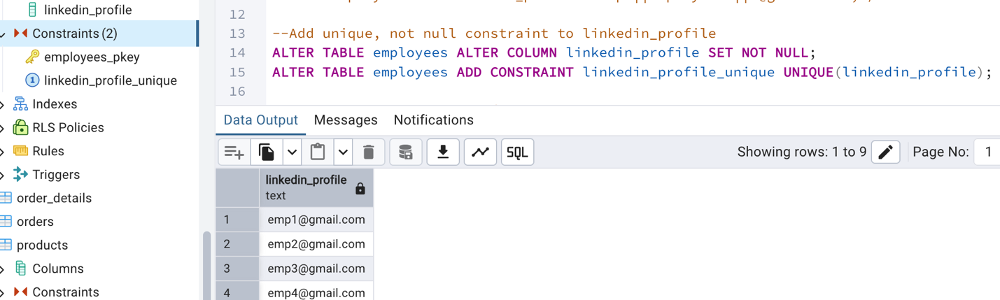 linkedin_profile
Constraints (2)
employees_pkey
linkedin_profile_unique
Indexes
RLS Policies
Rules
Triggers
order_details
orders
products
Columns
Constraints
12
13 --Add unique, not null constraint to linkedin_profile
14 ALTER TABLE employees ALTER COLUMN linkedin_profile SET NOT NULL;
15 ALTER TABLE employees ADD CONSTRAINT linkedin_profile_unique UNIQUE(linkedin_profile);
16
Data Output Messages Notifications
SQL Showing rows: 1 to 9 Page No: 1
linkedin_profile
text
1 emp1@gmail.com
2 emp2@gmail.com
3 emp3@gmail.com
4 emp4@gmail.com